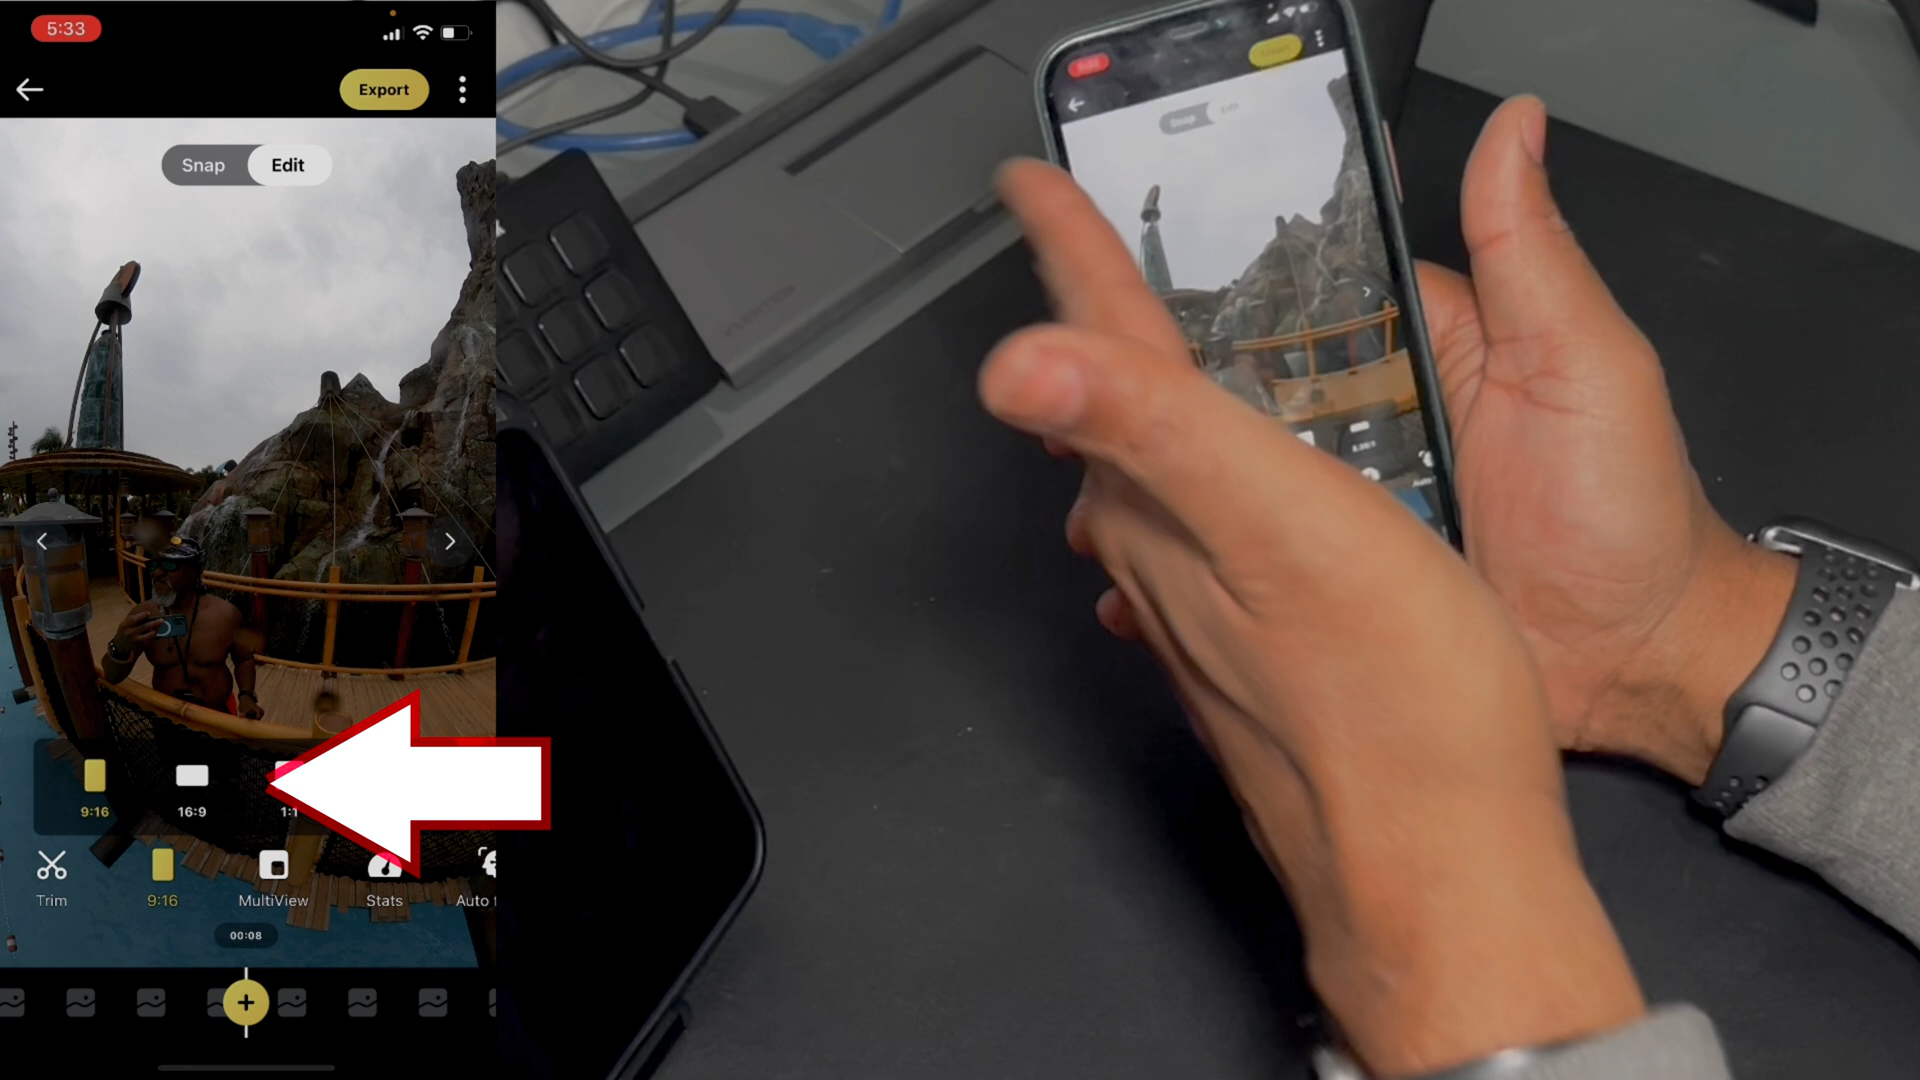 5:33
Export
Snap Edit
9:16 16:9 1:1
Trim 9:16 MultiView Stats Auto
00:08